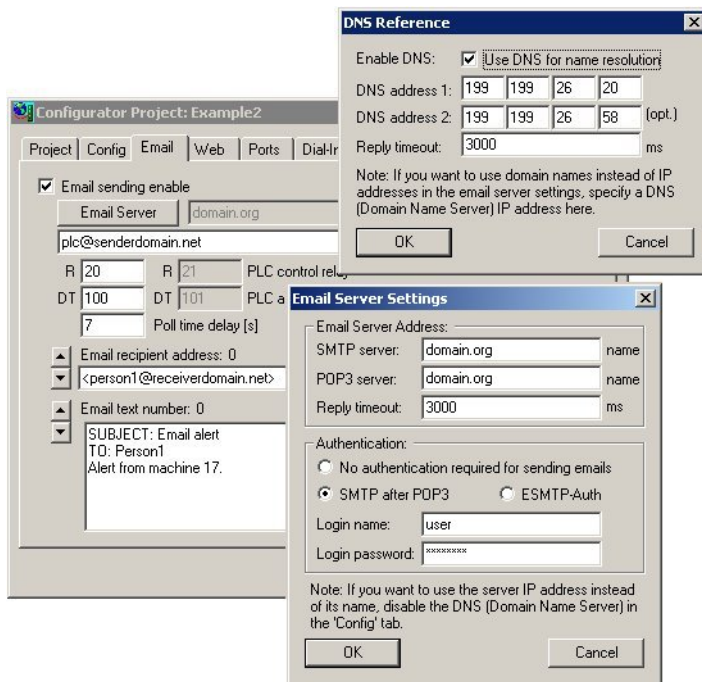 DNS Reference
Enable DNS: Use DNS for name resolution
DNS address 1: 199 199 26 20
DNS address 2: 199 199 26 58 (opt.)
Reply timeout: 3000 ms
Note: If you want to use domain names instead of IP
addresses in the email server settings, specify a DNS
(Domain Name Server) IP address here.
OK Cancel
Configurator Project: Example2
Project Config Email Web Ports
Email sending enable
Email Server domain.org
plc@senderdomain.net
R 20 R 21 PLC control relay
DT 100 DT 101 PLC a
7 Poll time delay [s]
Email recipient address: 0
<person1@receiverdomain.net>
Email text number: 0
SUBJECT: Email alert
TO: Person1
Alert from machine 17.
Email Server Settings
Email Server Address:
SMTP server: domain.org name
POP3 server: domain.org name
Reply timeout: 3000 ms
Authentication:
No authentication required for sending emails
SMTP after POP3 ESMTP-Auth
Login name: user
Login password: ********
Note: If you want to use the server IP address instead
of its name, disable the DNS (Domain Name Server) in
the 'Config' tab.
OK Cancel